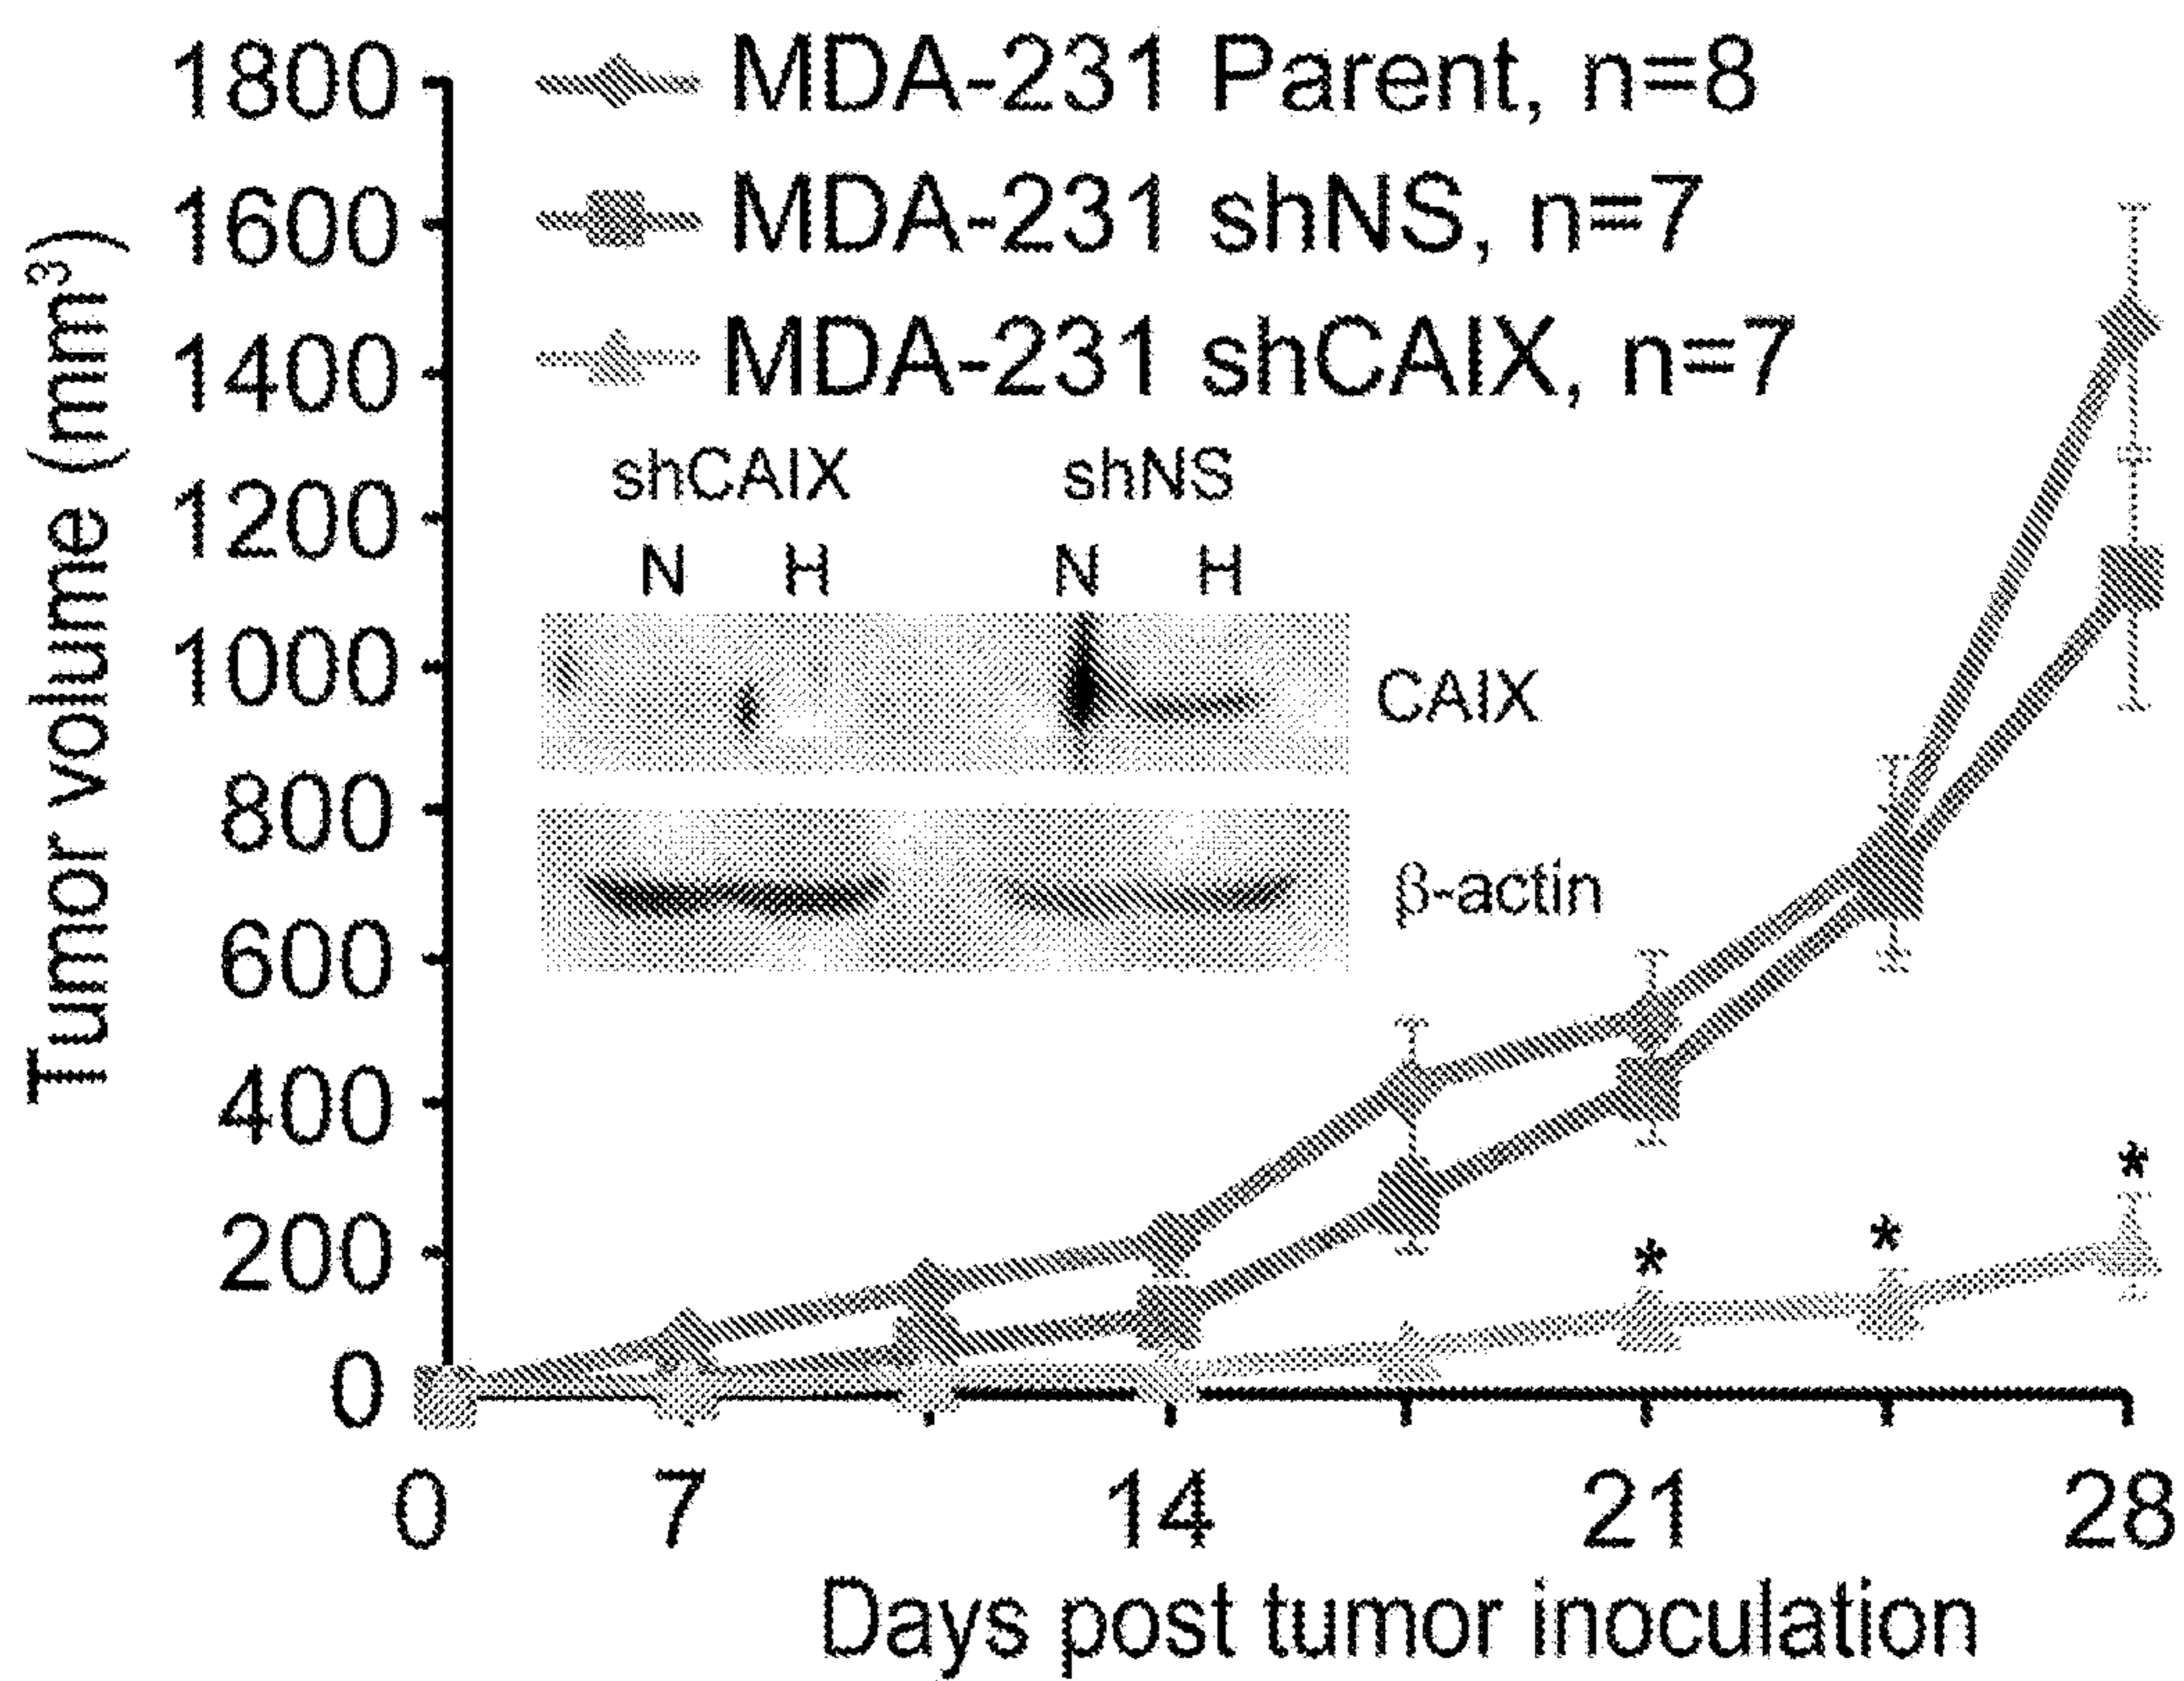 Tumor volume (mm³)
1800
1600
1400
1200
1000
800
600
400
200
0
MDA-231 Parent, n=8
MDA-231 shNS, n=7
MDA-231 shCAIX, n=7
shCAIX shNS
N H N H
CAIX
β-actin
* * *
0 7 14 21 28
Days post tumor inoculation